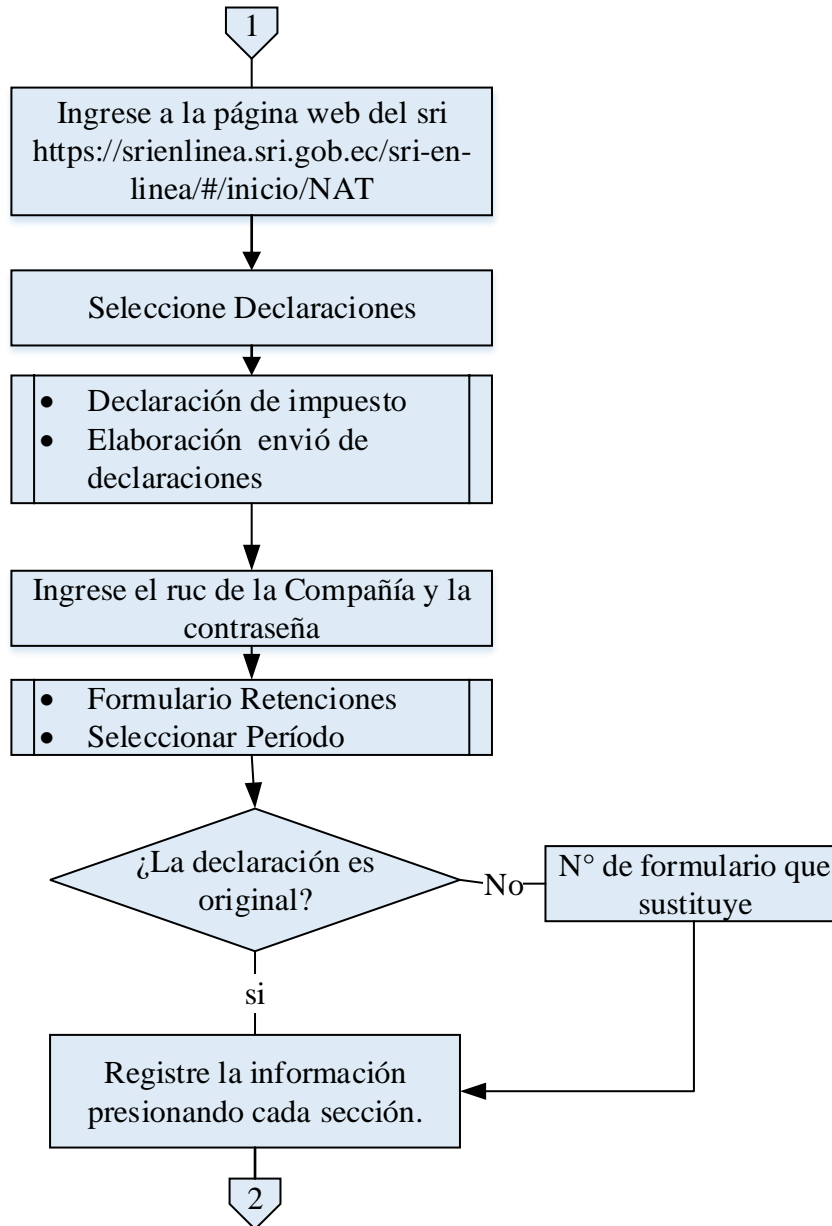 1
Ingrese a la página web del sri
https://srienlinea.sri.gob.ec/sri-en-
linea/#/inicio/NAT
Seleccione Declaraciones
• Declaración de impuesto
• Elaboración envió de
declaraciones
Ingrese el ruc de la Compañía y la
contraseña
• Formulario Retenciones
• Seleccionar Período
¿La declaración es
original?
No
N° de formulario que
sustituye
si
Registre la información
presionando cada sección.
2